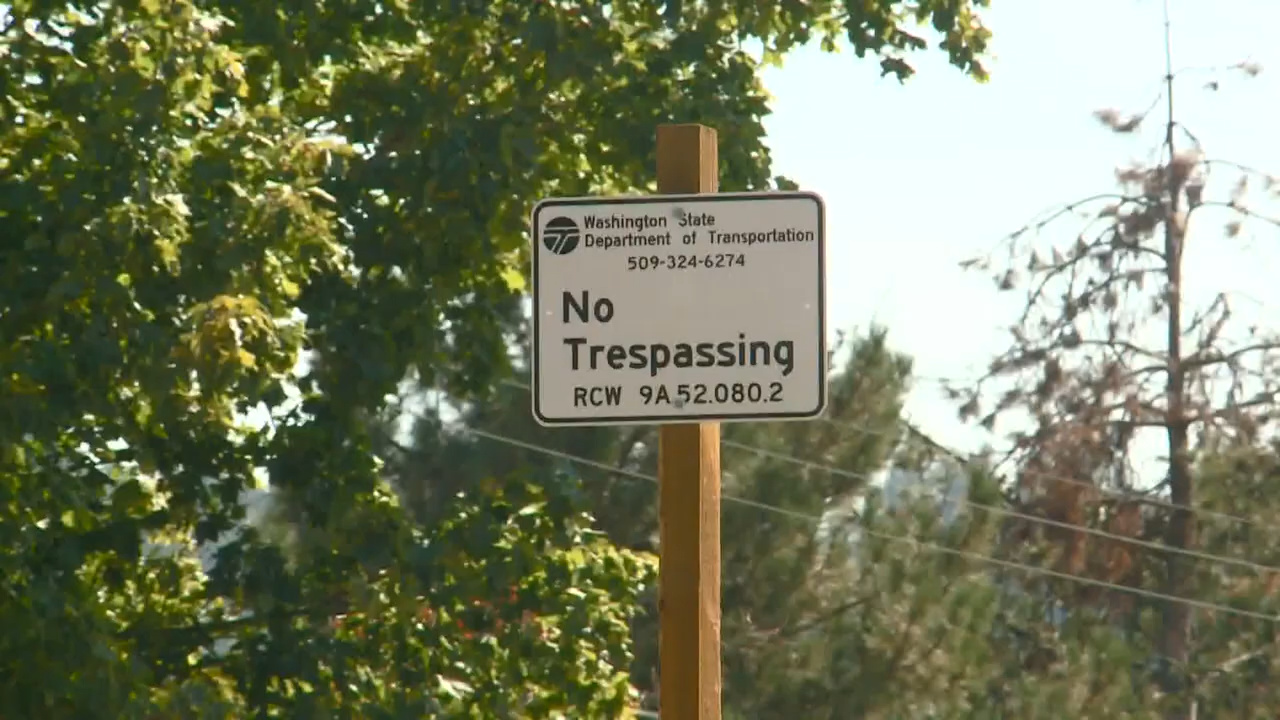 Washington State
Department of Transportation
509-324-6274
No
Trespassing
RCW 9A.52.080.2